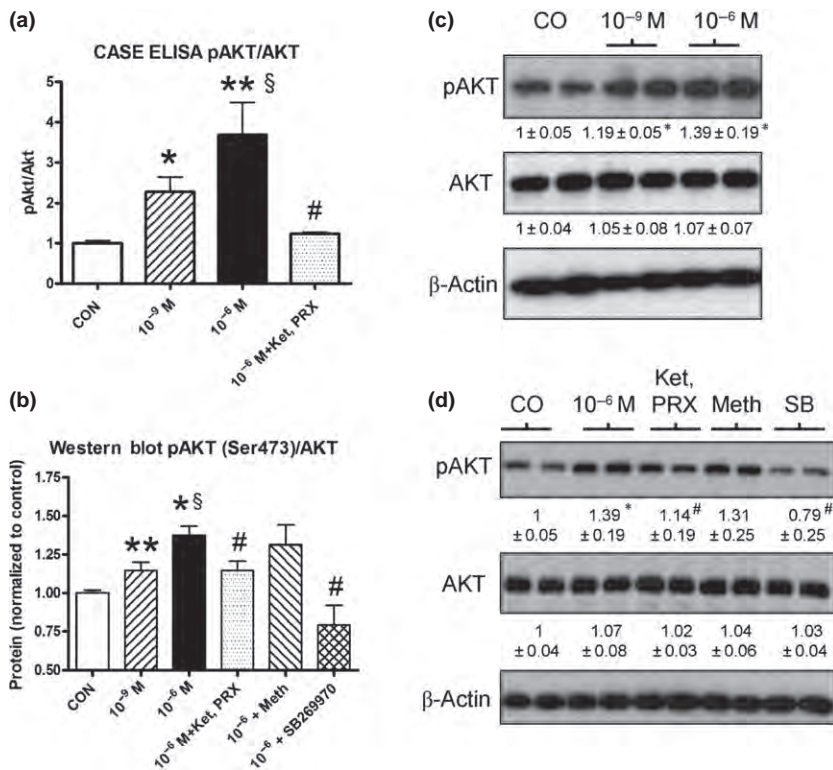 (a)
CASE ELISA pAKT/AKT
pAkt/Akt
5
4
3
2
1
0
*
** §
#
CON
10⁻⁹ M
10⁻⁶ M
10⁻⁶ M+Ket, PRX
(b)
Western blot pAKT (Ser473)/AKT
Protein (normalized to control)
1.75
1.50
1.25
1.00
0.75
0.50
**
* §
#
#
CON
10⁻⁹ M
10⁻⁶ M
10⁻⁶ M+Ket, PRX
10⁻⁶ + Meth
10⁻⁶ + SB269970
(c)
CO 10⁻⁹ M 10⁻⁶ M
pAKT
1 ± 0.05 1.19 ± 0.05 * 1.39 ± 0.19 *
AKT
1 ± 0.04 1.05 ± 0.08 1.07 ± 0.07
β-Actin
(d)
CO 10⁻⁶ M Ket, PRX Meth SB
pAKT
1 1.39 * 1.14 # 1.31 0.79 #
± 0.05 ± 0.19 ± 0.19 ± 0.25 ± 0.25
AKT
1 1.07 1.02 1.04 1.03
± 0.04 ± 0.08 ± 0.03 ± 0.06 ± 0.04
β-Actin